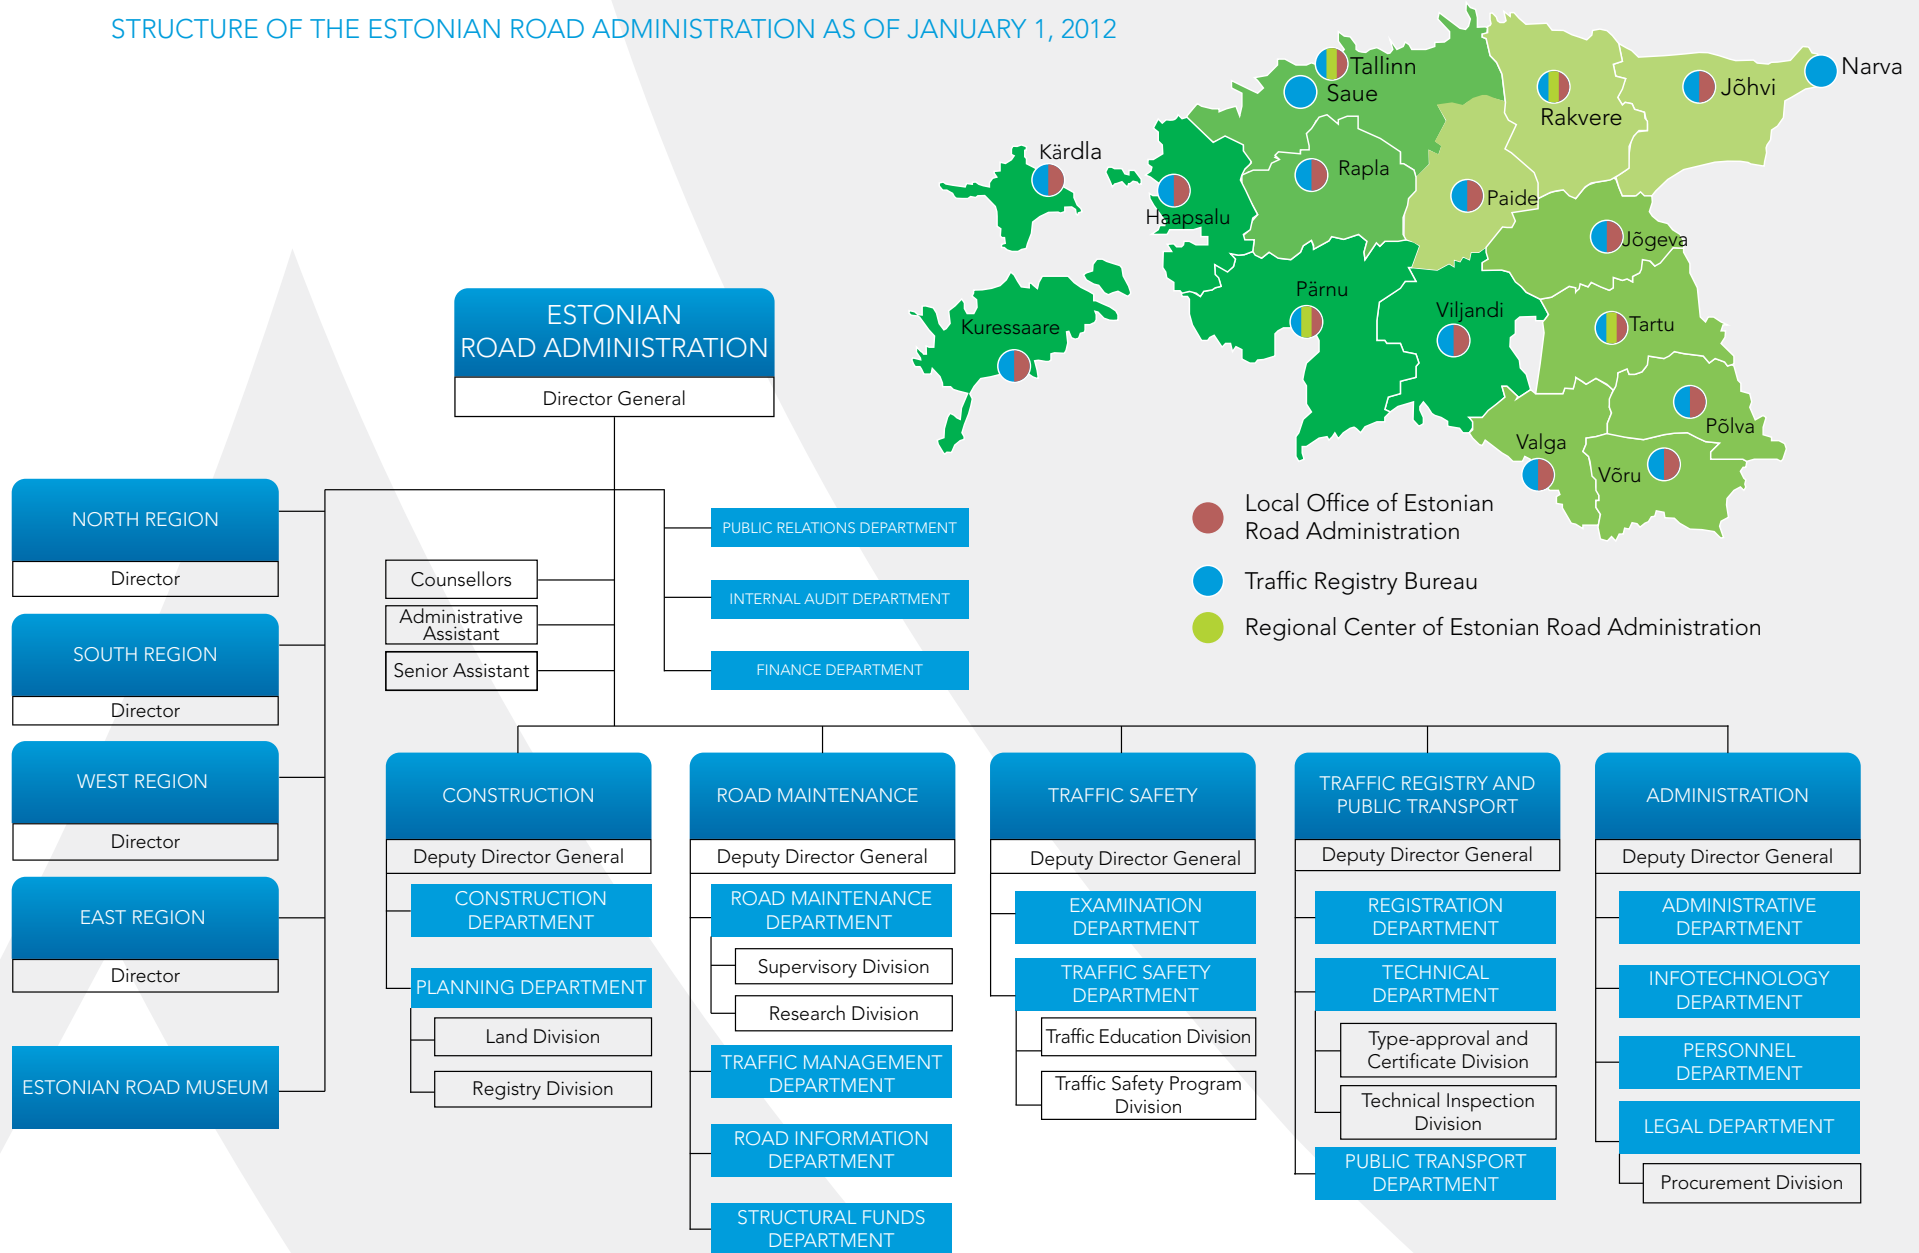 STRUCTURE OF THE ESTONIAN ROAD ADMINISTRATION AS OF JANUARY 1, 2012
Tallinn
Saue
Narva
Jõhvi
Rakvere
Kärdla
Rapla
Paide
Haapsalu
Jõgeva
Pärnu
Viljandi
Tartu
Kuressaare
Põlva
Valga
Võru
Local Office of Estonian
Road Administration
Traffic Registry Bureau
Regional Center of Estonian Road Administration
ESTONIAN
ROAD ADMINISTRATION
Director General
NORTH REGION
Director
SOUTH REGION
Director
WEST REGION
Director
EAST REGION
Director
ESTONIAN ROAD MUSEUM
Counsellors
Administrative
Assistant
Senior Assistant
PUBLIC RELATIONS DEPARTMENT
INTERNAL AUDIT DEPARTMENT
FINANCE DEPARTMENT
CONSTRUCTION
Deputy Director General
CONSTRUCTION
DEPARTMENT
PLANNING DEPARTMENT
Land Division
Registry Division
ROAD MAINTENANCE
Deputy Director General
ROAD MAINTENANCE
DEPARTMENT
Supervisory Division
Research Division
TRAFFIC MANAGEMENT
DEPARTMENT
ROAD INFORMATION
DEPARTMENT
STRUCTURAL FUNDS
DEPARTMENT
TRAFFIC SAFETY
Deputy Director General
EXAMINATION
DEPARTMENT
TRAFFIC SAFETY
DEPARTMENT
Traffic Education Division
Traffic Safety Program
Division
TRAFFIC REGISTRY AND
PUBLIC TRANSPORT
Deputy Director General
REGISTRATION
DEPARTMENT
TECHNICAL
DEPARTMENT
Type-approval and
Certificate Division
Technical Inspection
Division
PUBLIC TRANSPORT
DEPARTMENT
ADMINISTRATION
Deputy Director General
ADMINISTRATIVE
DEPARTMENT
INFOTECHNOLOGY
DEPARTMENT
PERSONNEL
DEPARTMENT
LEGAL DEPARTMENT
Procurement Division